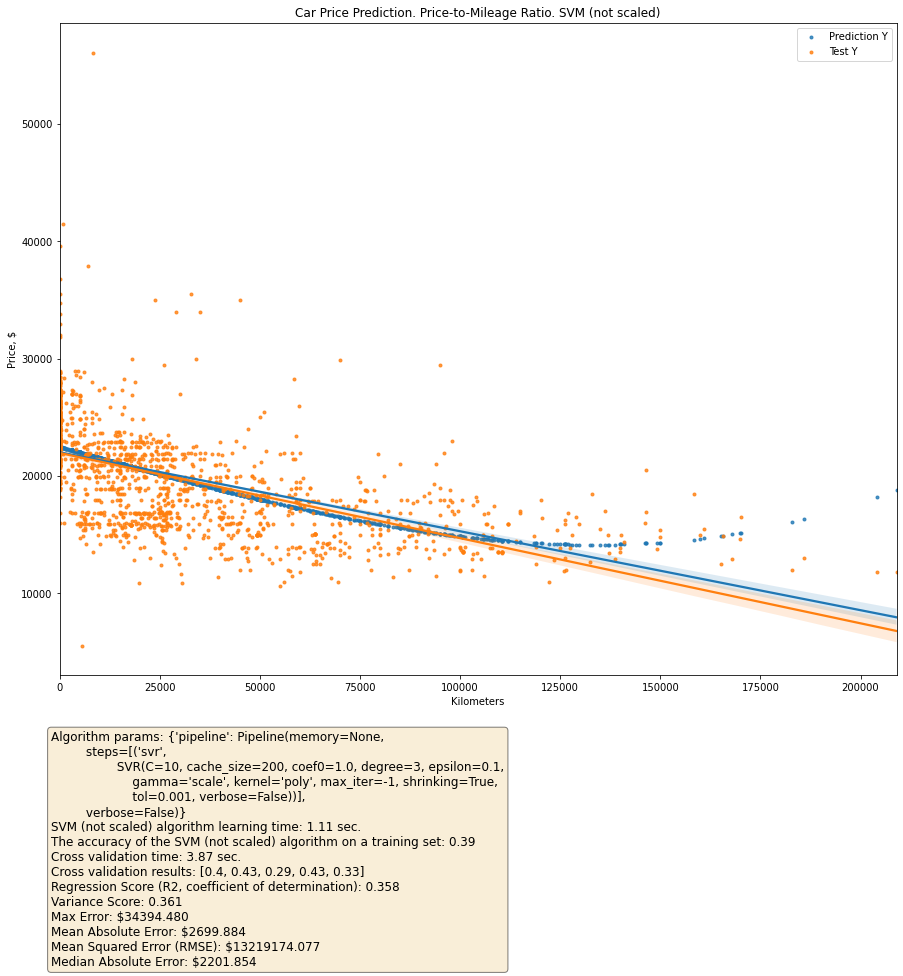 Car Price Prediction. Price-to-Mileage Ratio. SVM (not scaled)
Prediction Y
Test Y
50000
40000
30000
20000
10000
Price, $
0 25000 50000 75000 100000 125000 150000 175000 200000
Kilometers
Algorithm params: {'pipeline': Pipeline(memory=None,
steps=[('svr',
SVR(C=10, cache_size=200, coef0=1.0, degree=3, epsilon=0.1,
gamma='scale', kernel='poly', max_iter=-1, shrinking=True,
tol=0.001, verbose=False))],
verbose=False)}
SVM (not scaled) algorithm learning time: 1.11 sec.
The accuracy of the SVM (not scaled) algorithm on a training set: 0.39
Cross validation time: 3.87 sec.
Cross validation results: [0.4, 0.43, 0.29, 0.43, 0.33]
Regression Score (R2, coefficient of determination): 0.358
Variance Score: 0.361
Max Error: $34394.480
Mean Absolute Error: $2699.884
Mean Squared Error (RMSE): $13219174.077
Median Absolute Error: $2201.854